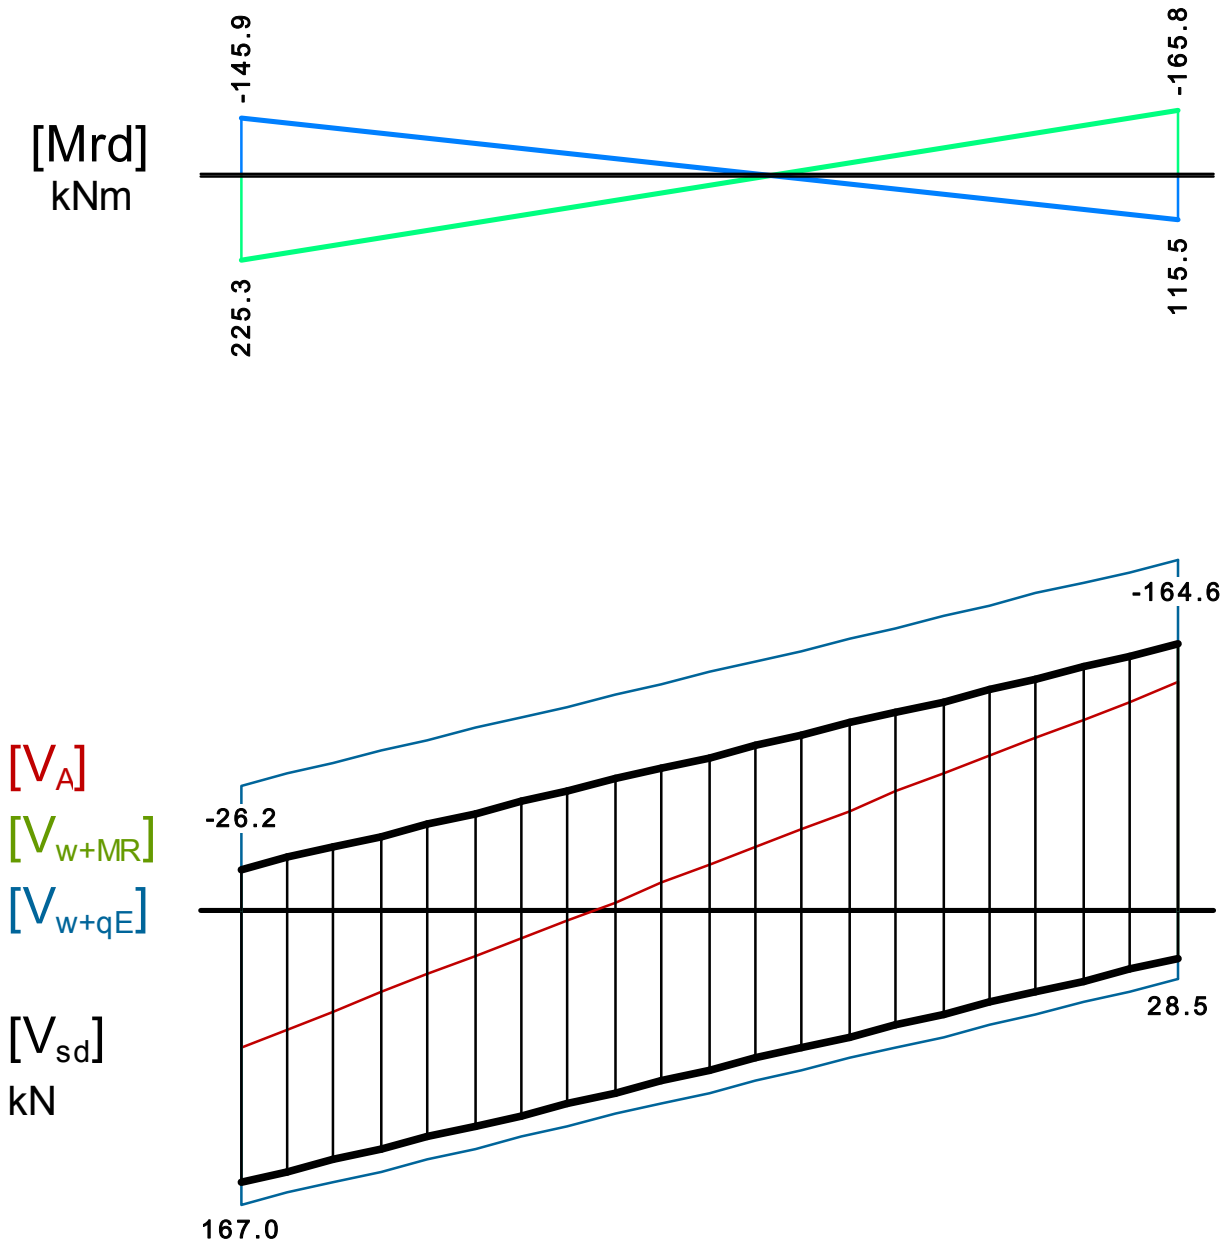 -145.9
-165.8
[Mrd]
kNm
225.3
115.5
-164.6
[VA]
-26.2
[Vw+MR]
[Vw+qE]
28.5
[Vsd]
kN
167.0